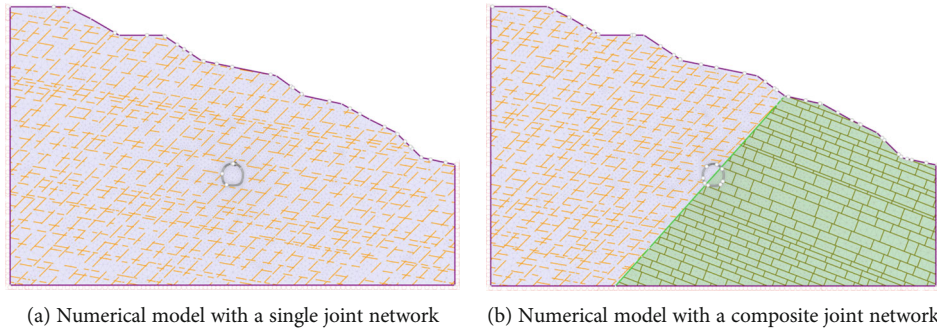 (a) Numerical model with a single joint network
(b) Numerical model with a composite joint network